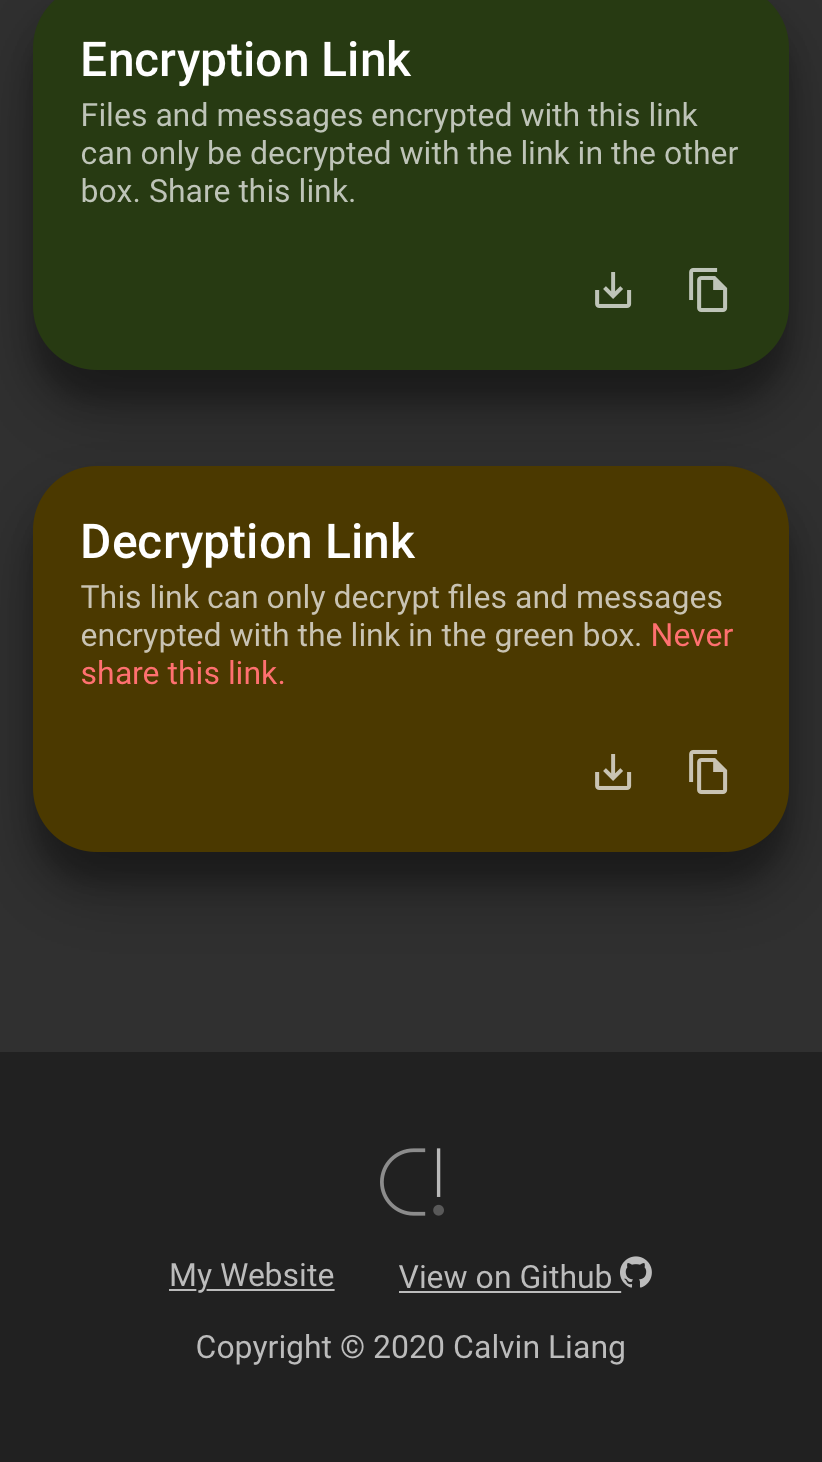 Encryption Link
Files and messages encrypted with this link
can only be decrypted with the link in the other
box. Share this link.
Decryption Link
This link can only decrypt files and messages
encrypted with the link in the green box. Never
share this link.
My Website
View on Github
Copyright © 2020 Calvin Liang